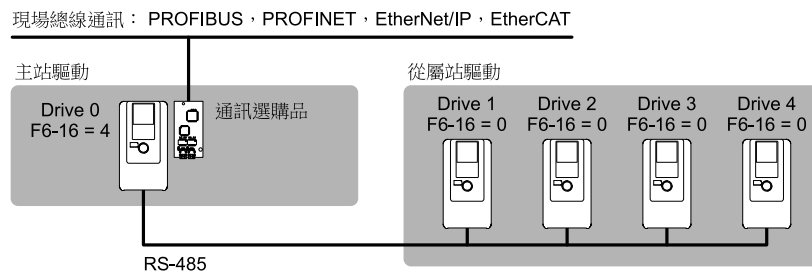 現場總線通訊： PROFIBUS，PROFINET，EtherNet/IP，EtherCAT
主站驅動
Drive 0
F6-16 = 4
通訊選購品
從屬站驅動
Drive 1
F6-16 = 0
Drive 2
F6-16 = 0
Drive 3
F6-16 = 0
Drive 4
F6-16 = 0
RS-485